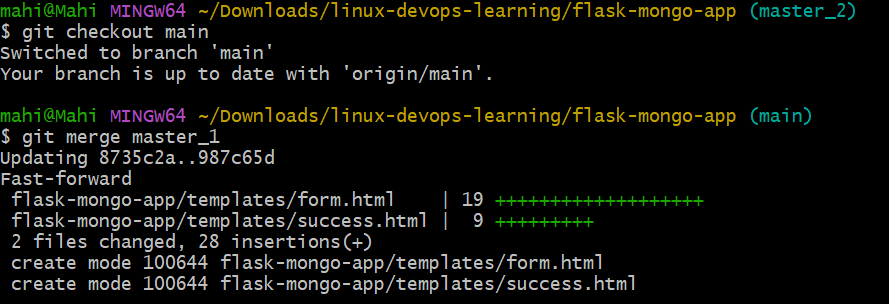 mahi@Mahi MINGW64 ~/Downloads/linux-devops-learning/flask-mongo-app (master_2)
$ git checkout main
Switched to branch 'main'
Your branch is up to date with 'origin/main'.
mahi@Mahi MINGW64 ~/Downloads/linux-devops-learning/flask-mongo-app (main)
$ git merge master_1
Updating 8735c2a..987c65d
Fast-forward
 flask-mongo-app/templates/form.html    | 19 +++++++++++++++++++
 flask-mongo-app/templates/success.html |  9 +++++++++
 2 files changed, 28 insertions(+)
 create mode 100644 flask-mongo-app/templates/form.html
 create mode 100644 flask-mongo-app/templates/success.html